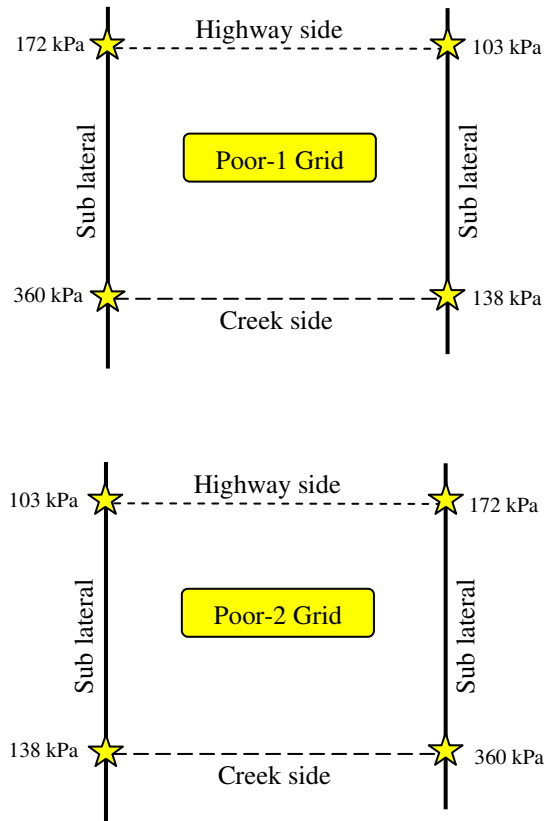 Highway side
172 kPa
103 kPa
Sub lateral
Poor-1 Grid
Sub lateral
360 kPa
138 kPa
Creek side
Highway side
103 kPa
172 kPa
Sub lateral
Poor-2 Grid
Sub lateral
138 kPa
360 kPa
Creek side